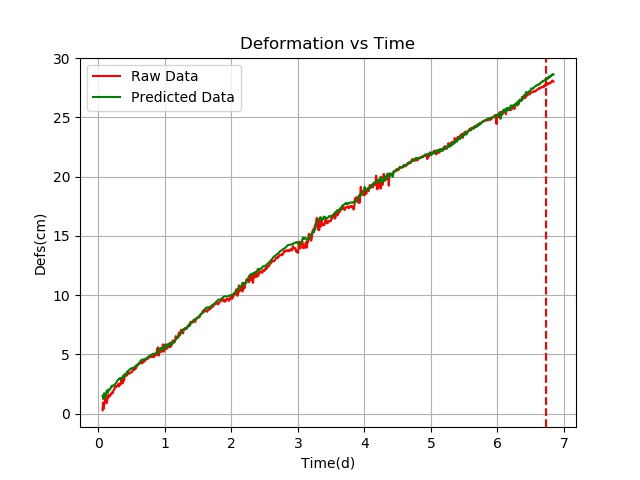 Deformation vs Time
Raw Data
Predicted Data
30
25
20
15
10
5
0
Defs(cm)
0 1 2 3 4 5 6 7
Time(d)